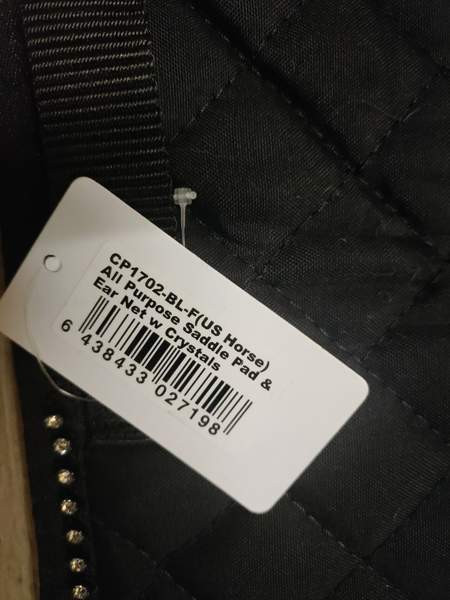 CP1702-BL-F(US Horse)
All Purpose Saddle Pad &
Ear Net w Crystals
6 438433 027198